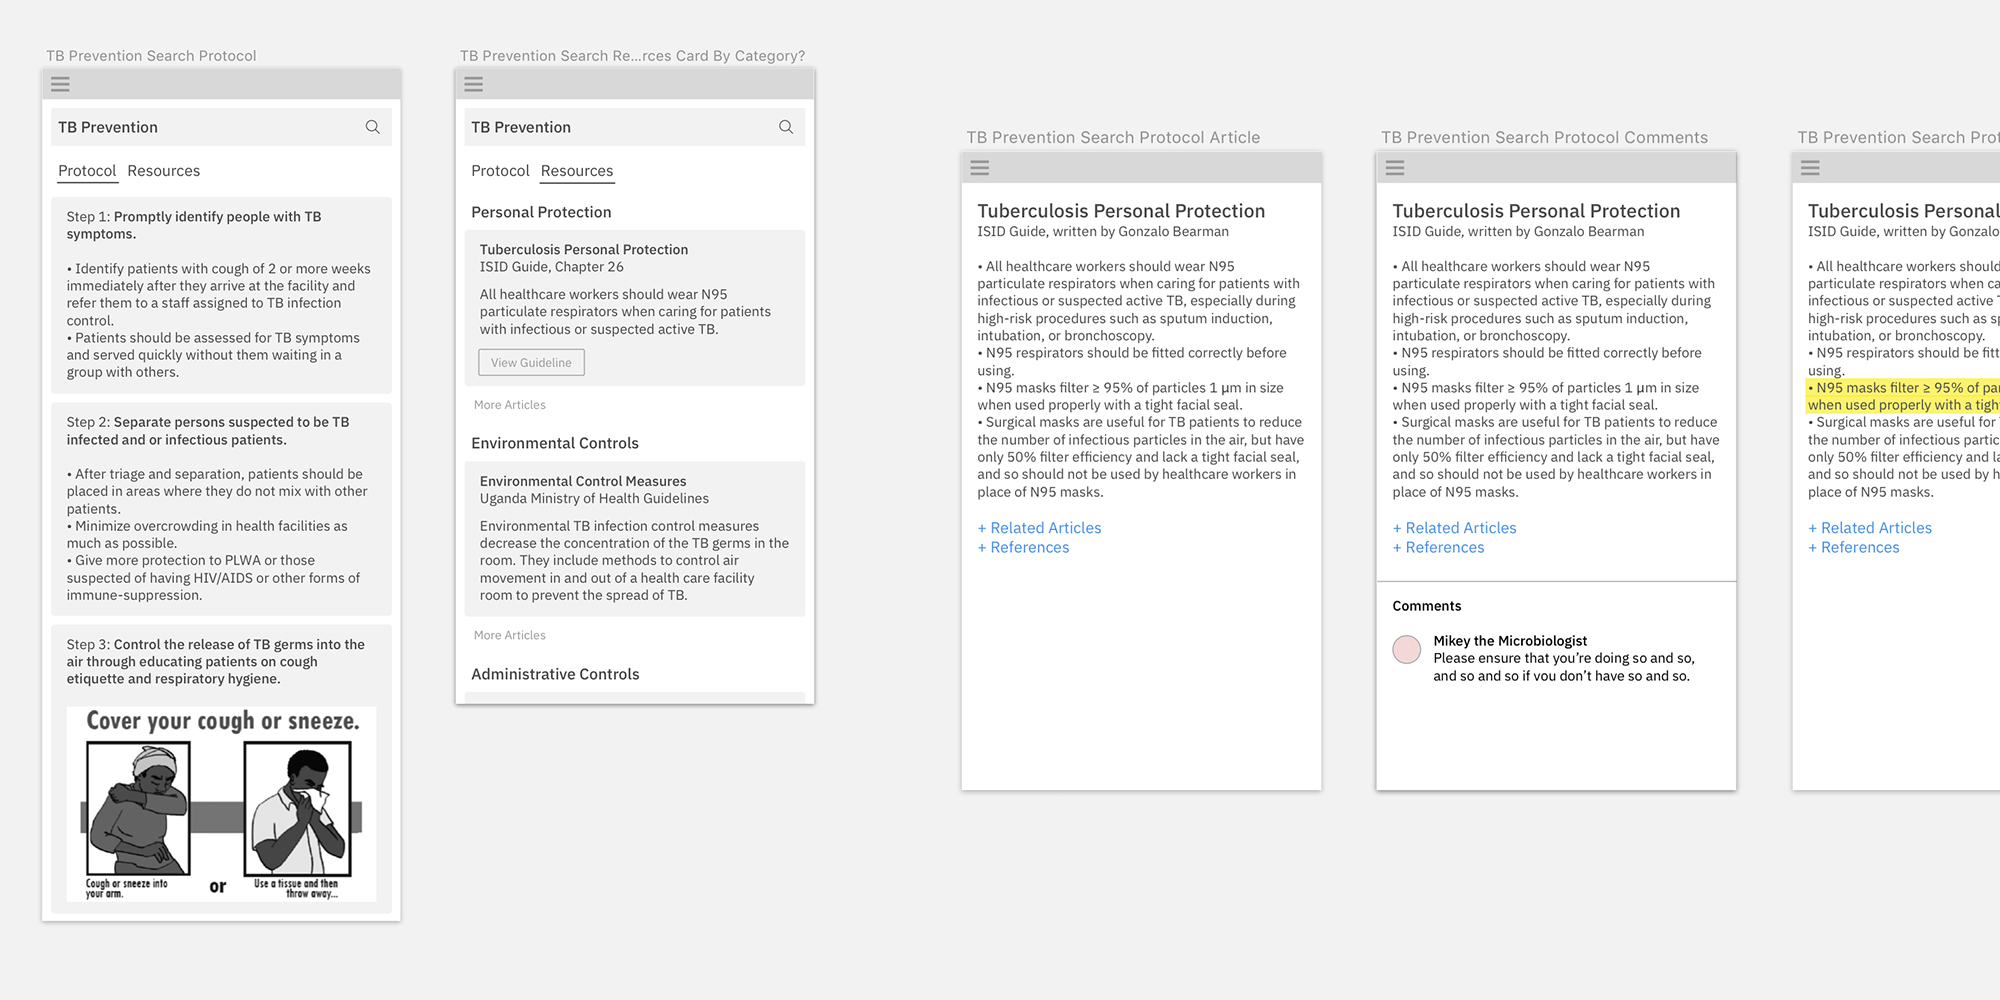 TB Prevention Search Protocol
TB Prevention
Protocol Resources
Step 1: Promptly identify people with TB
symptoms.
• Identify patients with cough of 2 or more weeks
immediately after they arrive at the facility and
refer them to a staff assigned to TB infection
control.
• Patients should be assessed for TB symptoms
and served quickly without them waiting in a
group with others.
Step 2: Separate persons suspected to be TB
infected and or infectious patients.
• After triage and separation, patients should be
placed in areas where they do not mix with other
patients.
• Minimize overcrowding in health facilities as
much as possible.
• Give more protection to PLWA or those
suspected of having HIV/AIDS or other forms of
immune-suppression.
Step 3: Control the release of TB germs into the
air through educating patients on cough
etiquette and respiratory hygiene.
Cover your cough or sneeze.
Cough or sneeze into
your arm.
or
Use a tissue and then
throw away...
TB Prevention Search Re...rces Card By Category?
TB Prevention
Protocol Resources
Personal Protection
Tuberculosis Personal Protection
ISID Guide, Chapter 26
All healthcare workers should wear N95
particulate respirators when caring for patients
with infectious or suspected active TB.
View Guideline
More Articles
Environmental Controls
Environmental Control Measures
Uganda Ministry of Health Guidelines
Environmental TB infection control measures
decrease the concentration of the TB germs in the
room. They include methods to control air
movement in and out of a health care facility
room to prevent the spread of TB.
More Articles
Administrative Controls
TB Prevention Search Protocol Article
Tuberculosis Personal Protection
ISID Guide, written by Gonzalo Bearman
• All healthcare workers should wear N95
particulate respirators when caring for patients with
infectious or suspected active TB, especially during
high-risk procedures such as sputum induction,
intubation, or bronchoscopy.
• N95 respirators should be fitted correctly before
using.
• N95 masks filter ≥ 95% of particles 1 µm in size
when used properly with a tight facial seal.
• Surgical masks are useful for TB patients to reduce
the number of infectious particles in the air, but have
only 50% filter efficiency and lack a tight facial seal,
and so should not be used by healthcare workers in
place of N95 masks.
+ Related Articles
+ References
TB Prevention Search Protocol Comments
Tuberculosis Personal Protection
ISID Guide, written by Gonzalo Bearman
• All healthcare workers should wear N95
particulate respirators when caring for patients with
infectious or suspected active TB, especially during
high-risk procedures such as sputum induction,
intubation, or bronchoscopy.
• N95 respirators should be fitted correctly before
using.
• N95 masks filter ≥ 95% of particles 1 µm in size
when used properly with a tight facial seal.
• Surgical masks are useful for TB patients to reduce
the number of infectious particles in the air, but have
only 50% filter efficiency and lack a tight facial seal,
and so should not be used by healthcare workers in
place of N95 masks.
+ Related Articles
+ References
Comments
Mikey the Microbiologist
Please ensure that you're doing so and so,
and so and so if you don't have so and so.
TB Prevention Search
Tuberculosis Personal
ISID Guide, written by Gonzalo
• All healthcare workers should
particulate respirators when
infectious or suspected active
high-risk procedures such as
intubation, or bronchoscopy.
• N95 respirators should be
using.
• N95 masks filter ≥ 95% of
when used properly with a
• Surgical masks are useful for
the number of infectious
only 50% filter efficiency and
and so should not be used by
place of N95 masks.
+ Related Articles
+ References